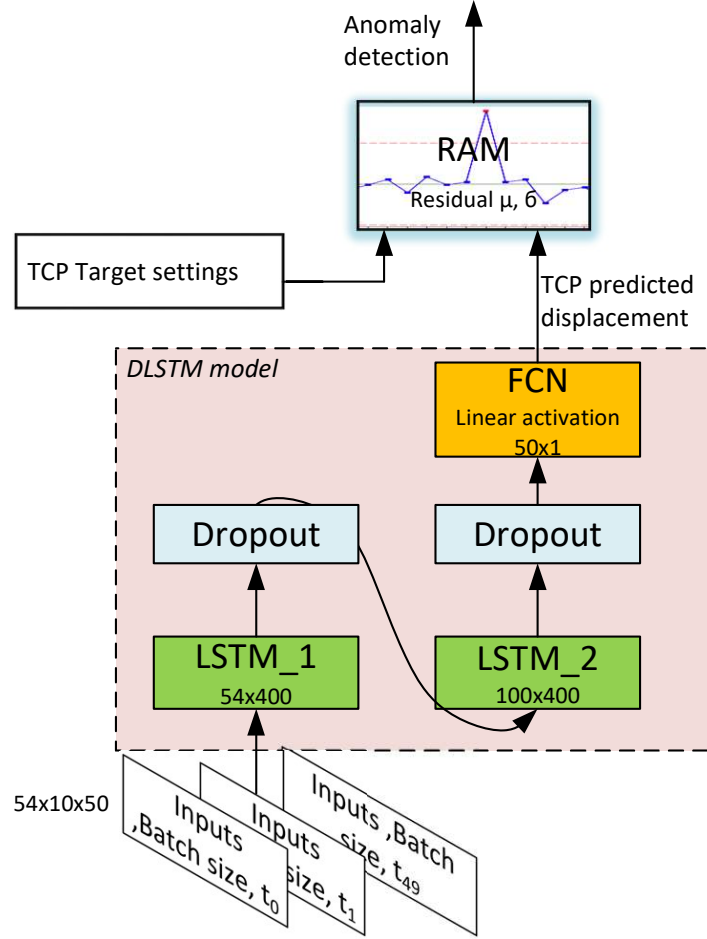 Anomaly
detection
RAM
Residual μ, б
TCP Target settings
TCP predicted
displacement
DLSTM model
FCN
Linear activation
50x1
Dropout
Dropout
LSTM_1
54x400
LSTM_2
100x400
54x10x50
Inputs
,Batch size, t0
Inputs
size, t1
Inputs ,Batch
size, t49